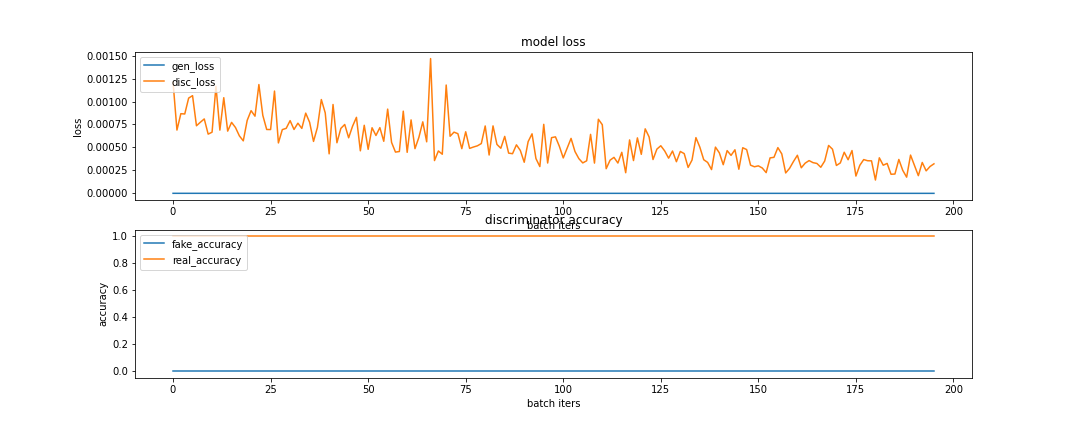 model loss
gen_loss
disc_loss
0.00150
0.00125
0.00100
0.00075
0.00050
0.00025
0.00000
loss
0 25 50 75 100 125 150 175 200
batch iters
discriminator accuracy
fake_accuracy
real_accuracy
1.0
0.8
0.6
0.4
0.2
0.0
accuracy
0 25 50 75 100 125 150 175 200
batch iters